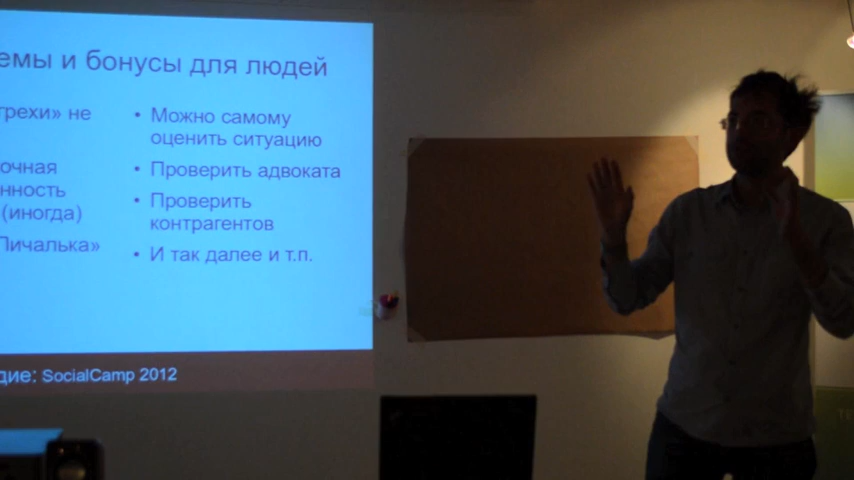 емы и бонусы для людей
грехи» не
очная
нность
(иногда)
Пичалька»
• Можно самому
оценить ситуацию
• Проверить адвоката
• Проверить
контрагентов
• И так далее и т.п.
дие: SocialCamp 2012